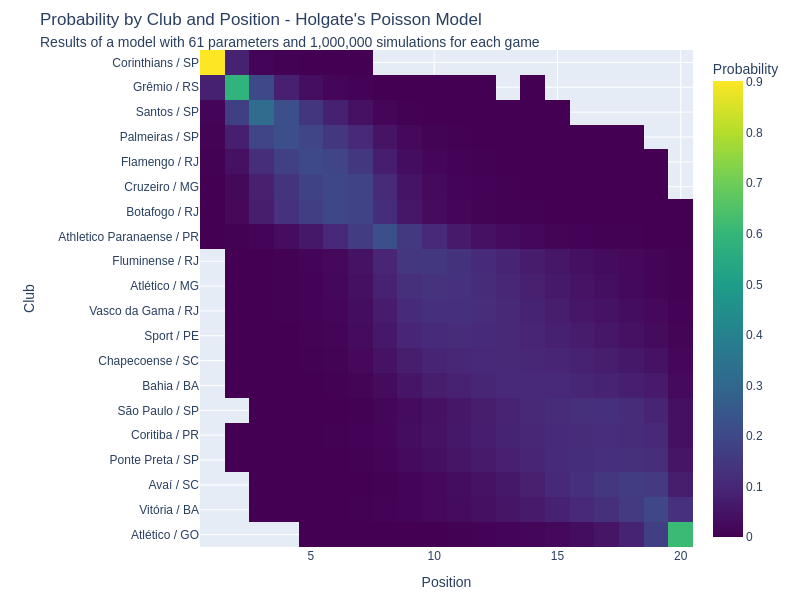 Probability by Club and Position - Holgate's Poisson Model
Results of a model with 61 parameters and 1,000,000 simulations for each game
Probability
Corinthians / SP
Grêmio / RS
Santos / SP
Palmeiras / SP
Flamengo / RJ
Cruzeiro / MG
Botafogo / RJ
Athletico Paranaense / PR
Fluminense / RJ
Atlético / MG
Vasco da Gama / RJ
Sport / PE
Chapecoense / SC
Bahia / BA
São Paulo / SP
Coritiba / PR
Ponte Preta / SP
Avaí / SC
Vitória / BA
Atlético / GO
Club
5
10
15
20
Position
0.9
0.8
0.7
0.6
0.5
0.4
0.3
0.2
0.1
0